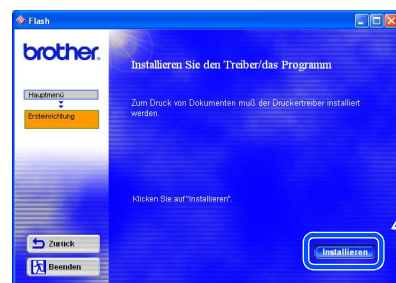 Flash
brother.
Installieren Sie den Treiber/das Programm
Hauptmenü
Ersteinrichtung
Zum Druck von Dokumenten muß der Druckertreiber installiert
werden.
Klicken Sie auf "Installieren".
Zurück
Beenden
Installieren